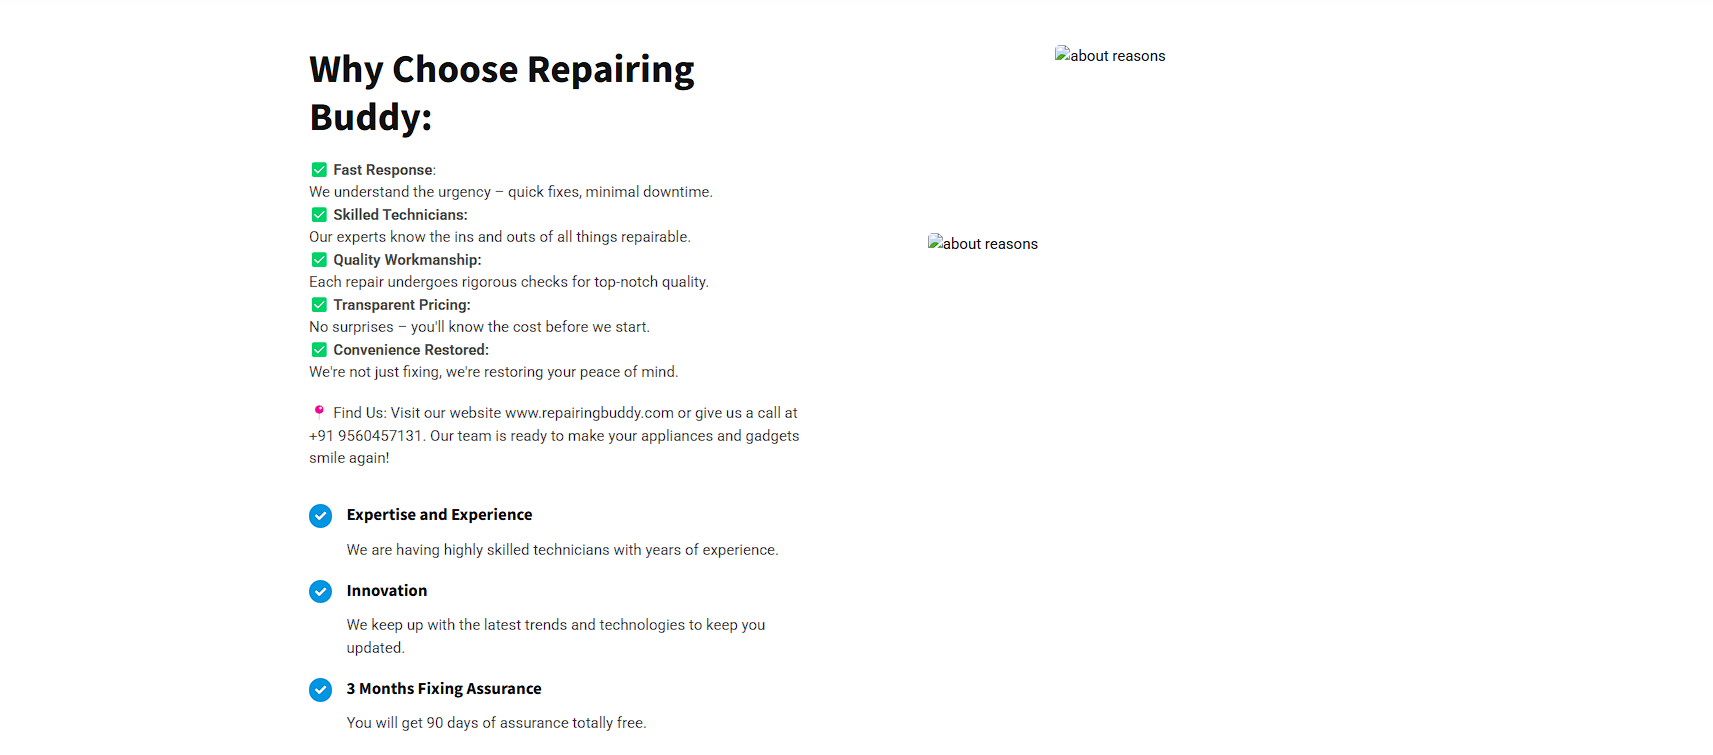 Why Choose Repairing
Buddy:
✅ Fast Response:
We understand the urgency – quick fixes, minimal downtime.
✅ Skilled Technicians:
Our experts know the ins and outs of all things repairable.
✅ Quality Workmanship:
Each repair undergoes rigorous checks for top-notch quality.
✅ Transparent Pricing:
No surprises – you'll know the cost before we start.
✅ Convenience Restored:
We're not just fixing, we're restoring your peace of mind.
📍 Find Us: Visit our website www.repairingbuddy.com or give us a call at
+91 9560457131. Our team is ready to make your appliances and gadgets
smile again!
Expertise and Experience
We are having highly skilled technicians with years of experience.
Innovation
We keep up with the latest trends and technologies to keep you
updated.
3 Months Fixing Assurance
You will get 90 days of assurance totally free.
about reasons
about reasons